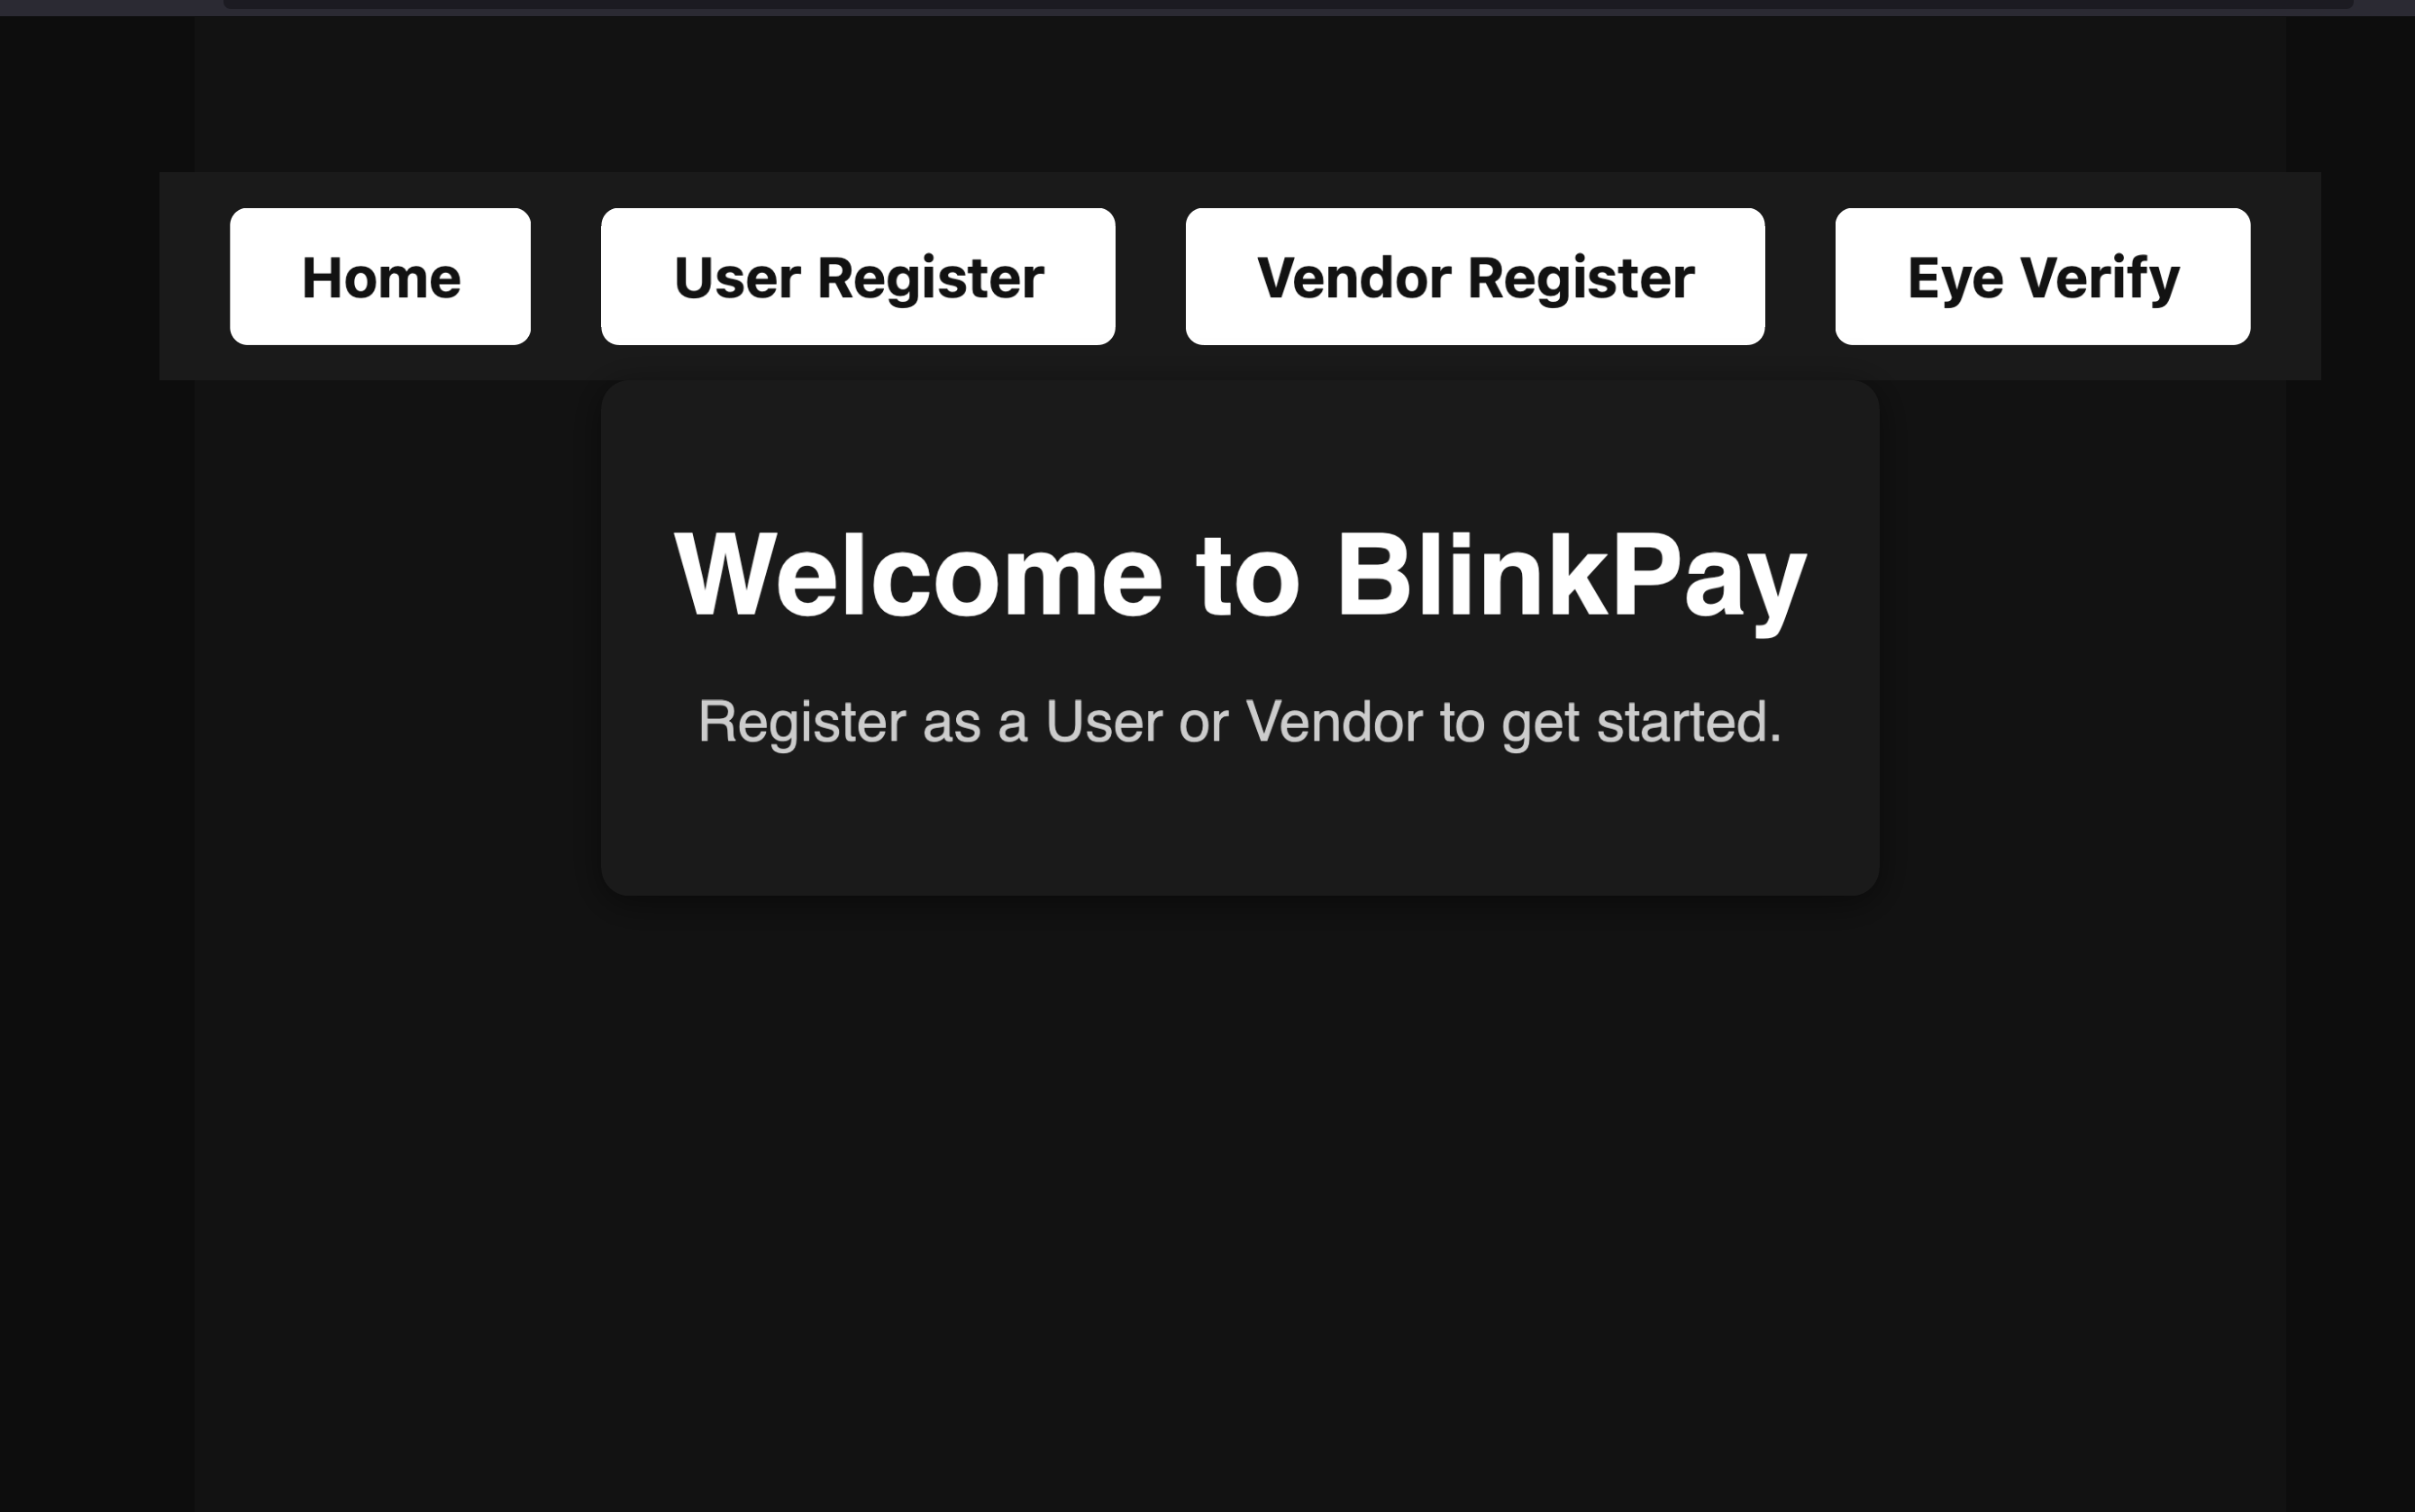 Home User Register Vendor Register Eye Verify
Welcome to BlinkPay
Register as a User or Vendor to get started.